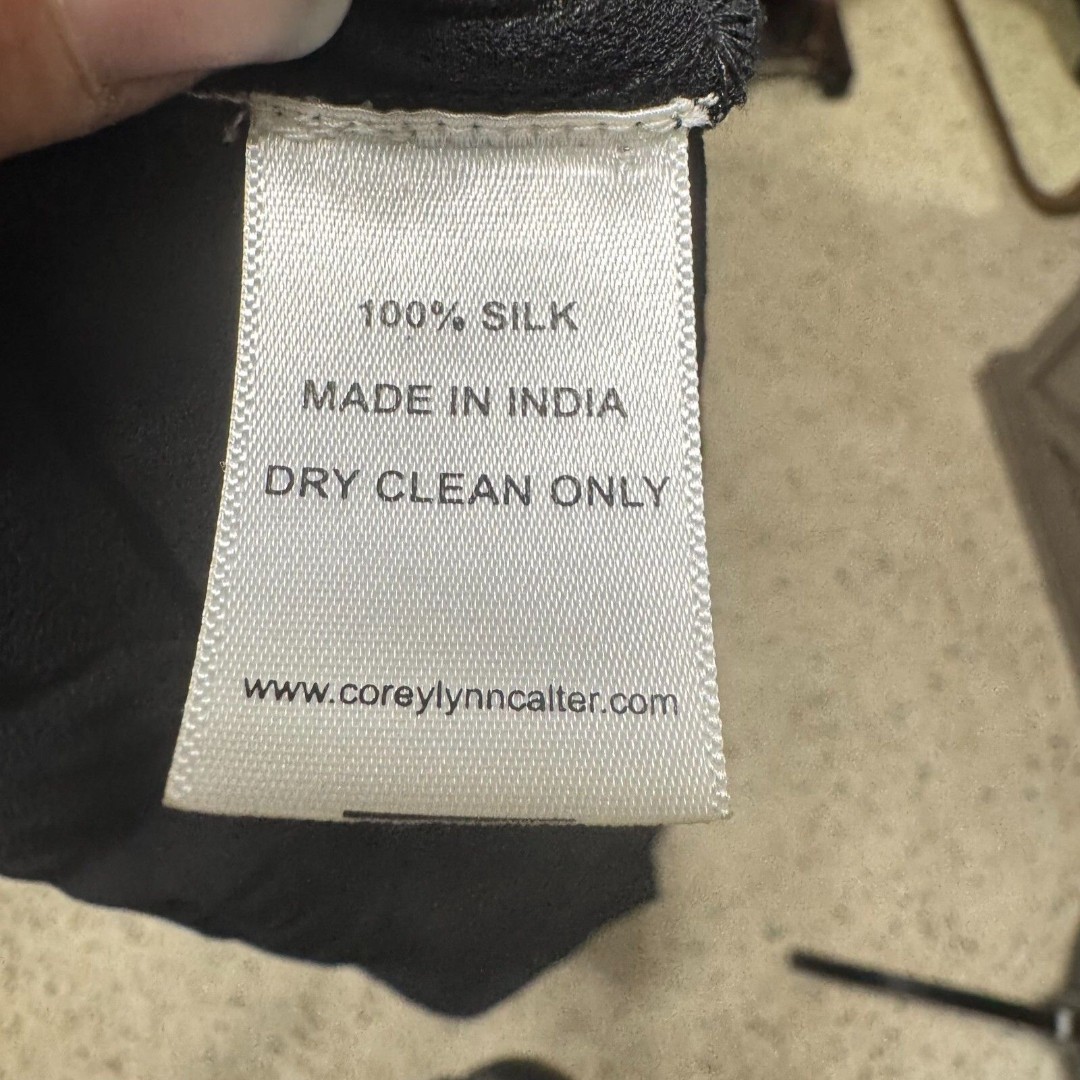 100% SILK
MADE IN INDIA
DRY CLEAN ONLY
www.coreylynncalter.com